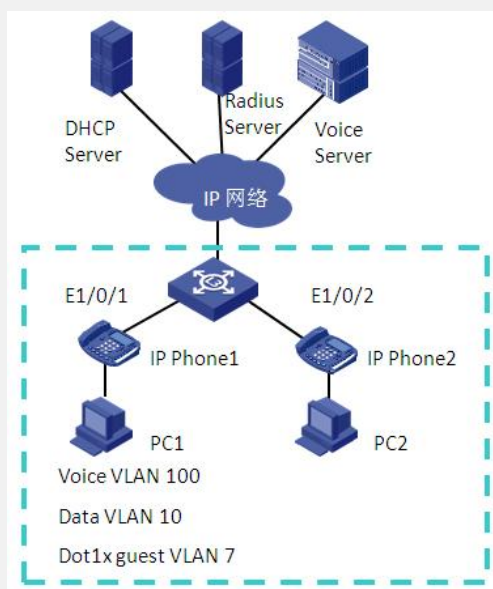 DHCP
Server
Radius
Server
Voice
Server
IP 网络
E1/0/1
E1/0/2
IP Phone1
IP Phone2
PC1
PC2
Voice VLAN 100
Data VLAN 10
Dot1x guest VLAN 7